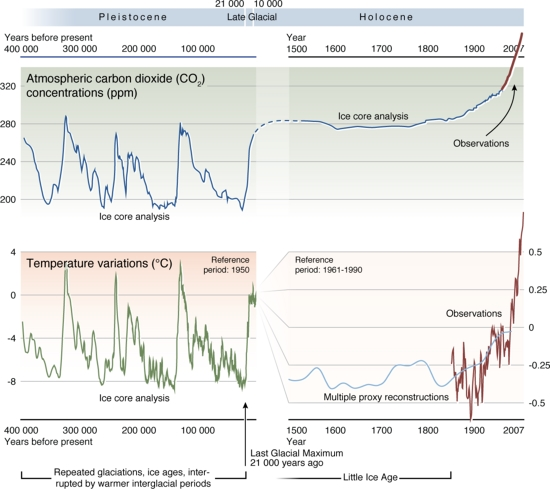 21 000 10 000
Pleistocene Late Glacial Holocene
Years before present Year
400 000 300 000 200 000 100 000 1500 1600 1700 1800 1900 2007
Atmospheric carbon dioxide (CO2)
concentrations (ppm)
320
280
240
200
Ice core analysis
Ice core analysis
Observations
Temperature variations (°C)
4
0
-4
-8
Reference
period: 1950
Reference
period: 1961-1990
Observations
0.5
0.25
0
-0.25
-0.5
Ice core analysis
Multiple proxy reconstructions
400 000 300 000 200 000 100 000
Years before present
Year
1500 1600 1700 1800 1900 2007
Last Glacial Maximum
21 000 years ago
Repeated glaciations, ice ages, inter-
rupted by warmer interglacial periods
Little Ice Age